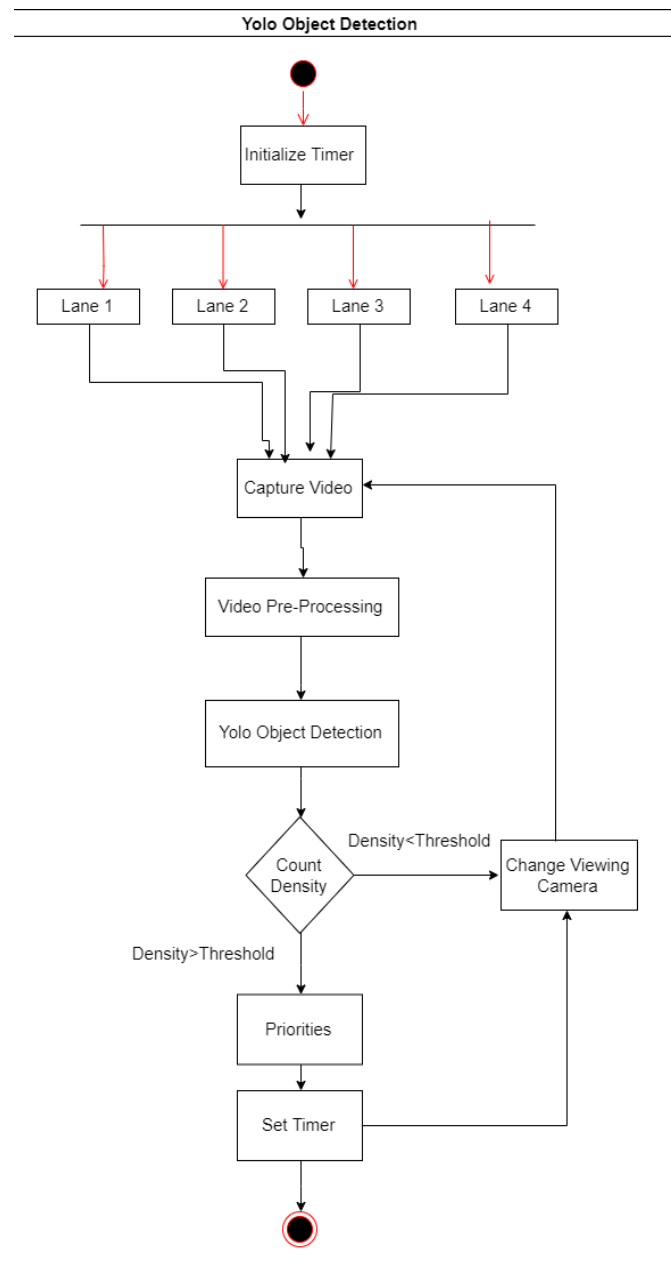 Yolo Object Detection
Initialize Timer
Lane 1
Lane 2
Lane 3
Lane 4
Capture Video
Video Pre-Processing
Yolo Object Detection
Count
Density
Density<Threshold
Change Viewing
Camera
Density>Threshold
Priorities
Set Timer